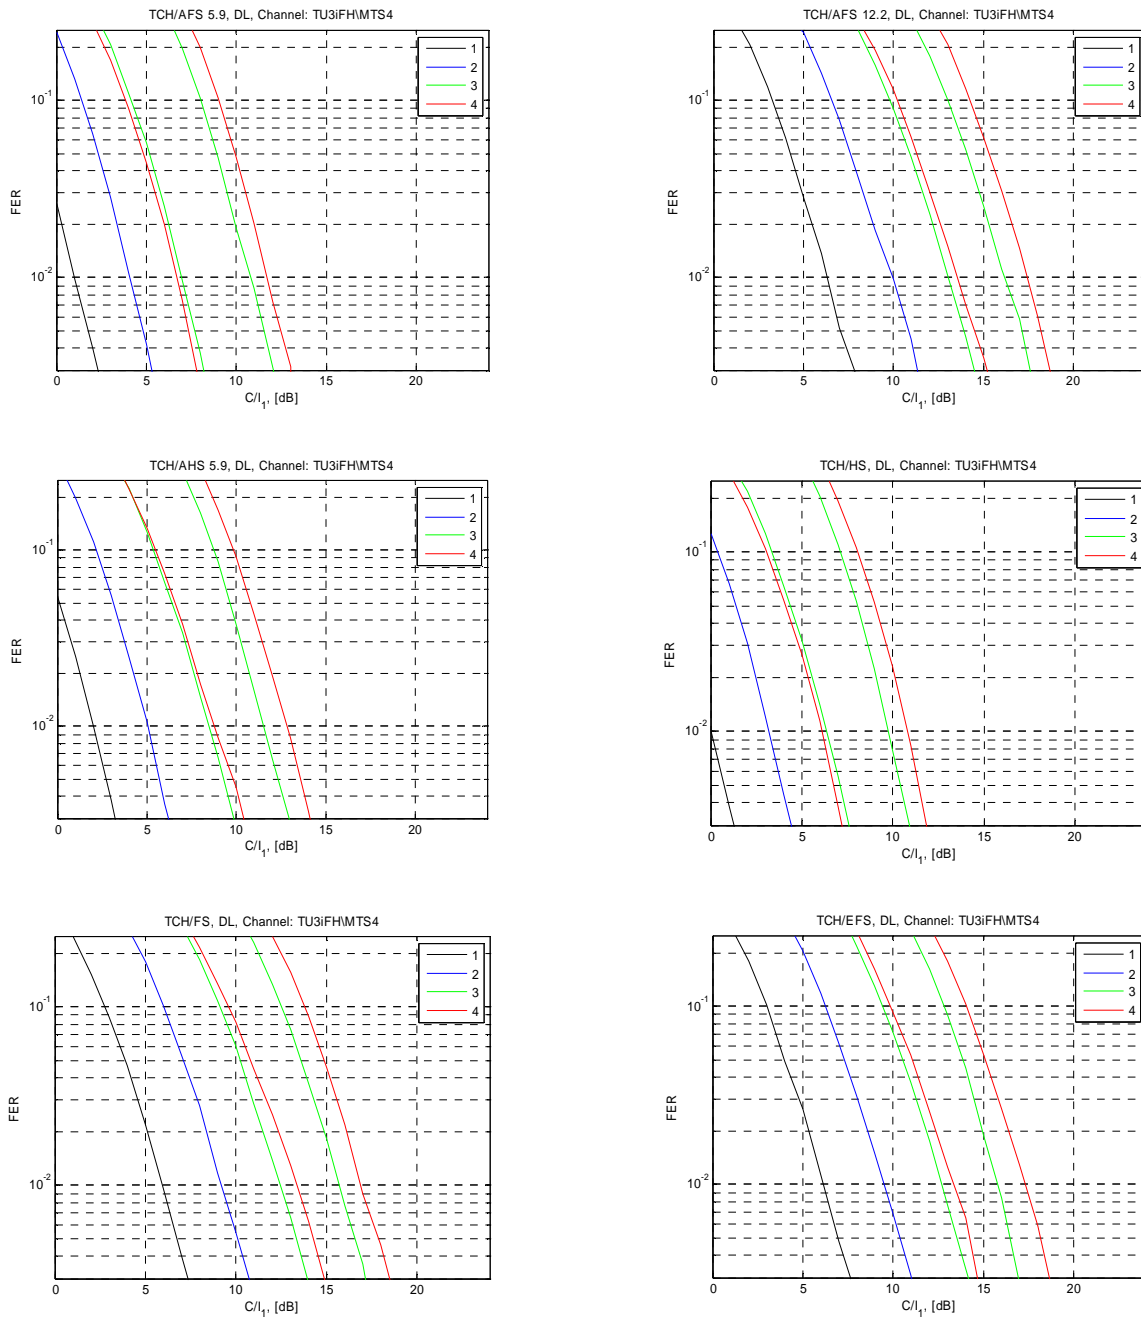 TCH/AFS 5.9, DL, Channel: TU3iFH\MTS4
FER
10^-1
10^-2
0 5 10 15 20
C/I_1, [dB]
1
2
3
4
TCH/AFS 12.2, DL, Channel: TU3iFH\MTS4
FER
10^-1
10^-2
0 5 10 15 20
C/I_1, [dB]
1
2
3
4
TCH/AHS 5.9, DL, Channel: TU3iFH\MTS4
FER
10^-1
10^-2
0 5 10 15 20
C/I_1, [dB]
1
2
3
4
TCH/HS, DL, Channel: TU3iFH\MTS4
FER
10^-1
10^-2
0 5 10 15 20
C/I_1, [dB]
1
2
3
4
TCH/FS, DL, Channel: TU3iFH\MTS4
FER
10^-1
10^-2
0 5 10 15 20
C/I_1, [dB]
1
2
3
4
TCH/EFS, DL, Channel: TU3iFH\MTS4
FER
10^-1
10^-2
0 5 10 15 20
C/I_1, [dB]
1
2
3
4